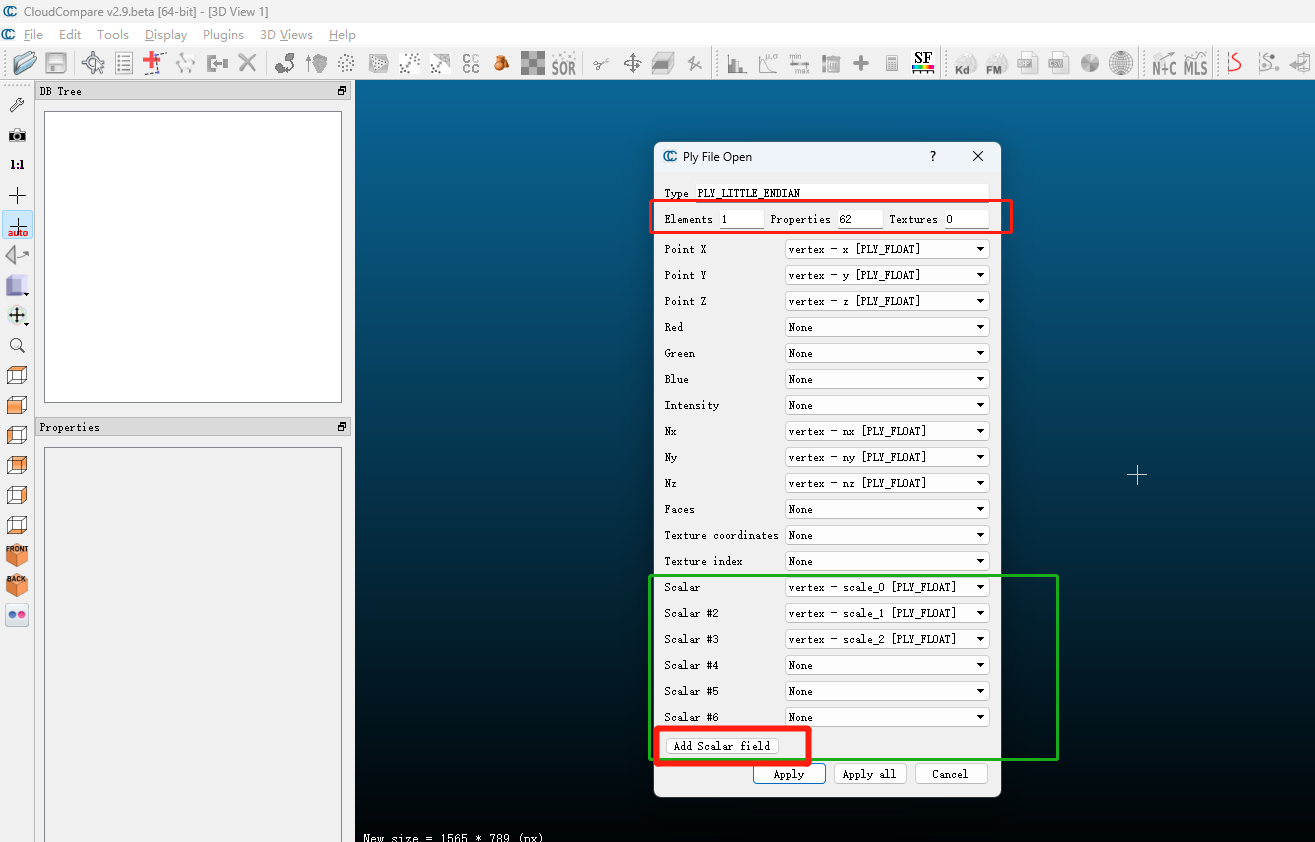 CloudCompare v2.9.beta [64-bit] - [3D View 1]
File Edit Tools Display Plugins 3D Views Help
SOR
μ,σ
min
max
SF
Kd
FM
CSV
N+C
MLS
DB Tree
1:1
auto
Properties
FRONT
BACK
Ply File Open ?
Type PLY_LITTLE_ENDIAN
Elements 1 Properties 62 Textures 0
Point X vertex - x [PLY_FLOAT]
Point Y vertex - y [PLY_FLOAT]
Point Z vertex - z [PLY_FLOAT]
Red None
Green None
Blue None
Intensity None
Nx vertex - nx [PLY_FLOAT]
Ny vertex - ny [PLY_FLOAT]
Nz vertex - nz [PLY_FLOAT]
Faces None
Texture coordinates None
Texture index None
Scalar vertex - scale_0 [PLY_FLOAT]
Scalar #2 vertex - scale_1 [PLY_FLOAT]
Scalar #3 vertex - scale_2 [PLY_FLOAT]
Scalar #4 None
Scalar #5 None
Scalar #6 None
Add Scalar field
Apply Apply all Cancel
New size = 1565 * 789 (px)